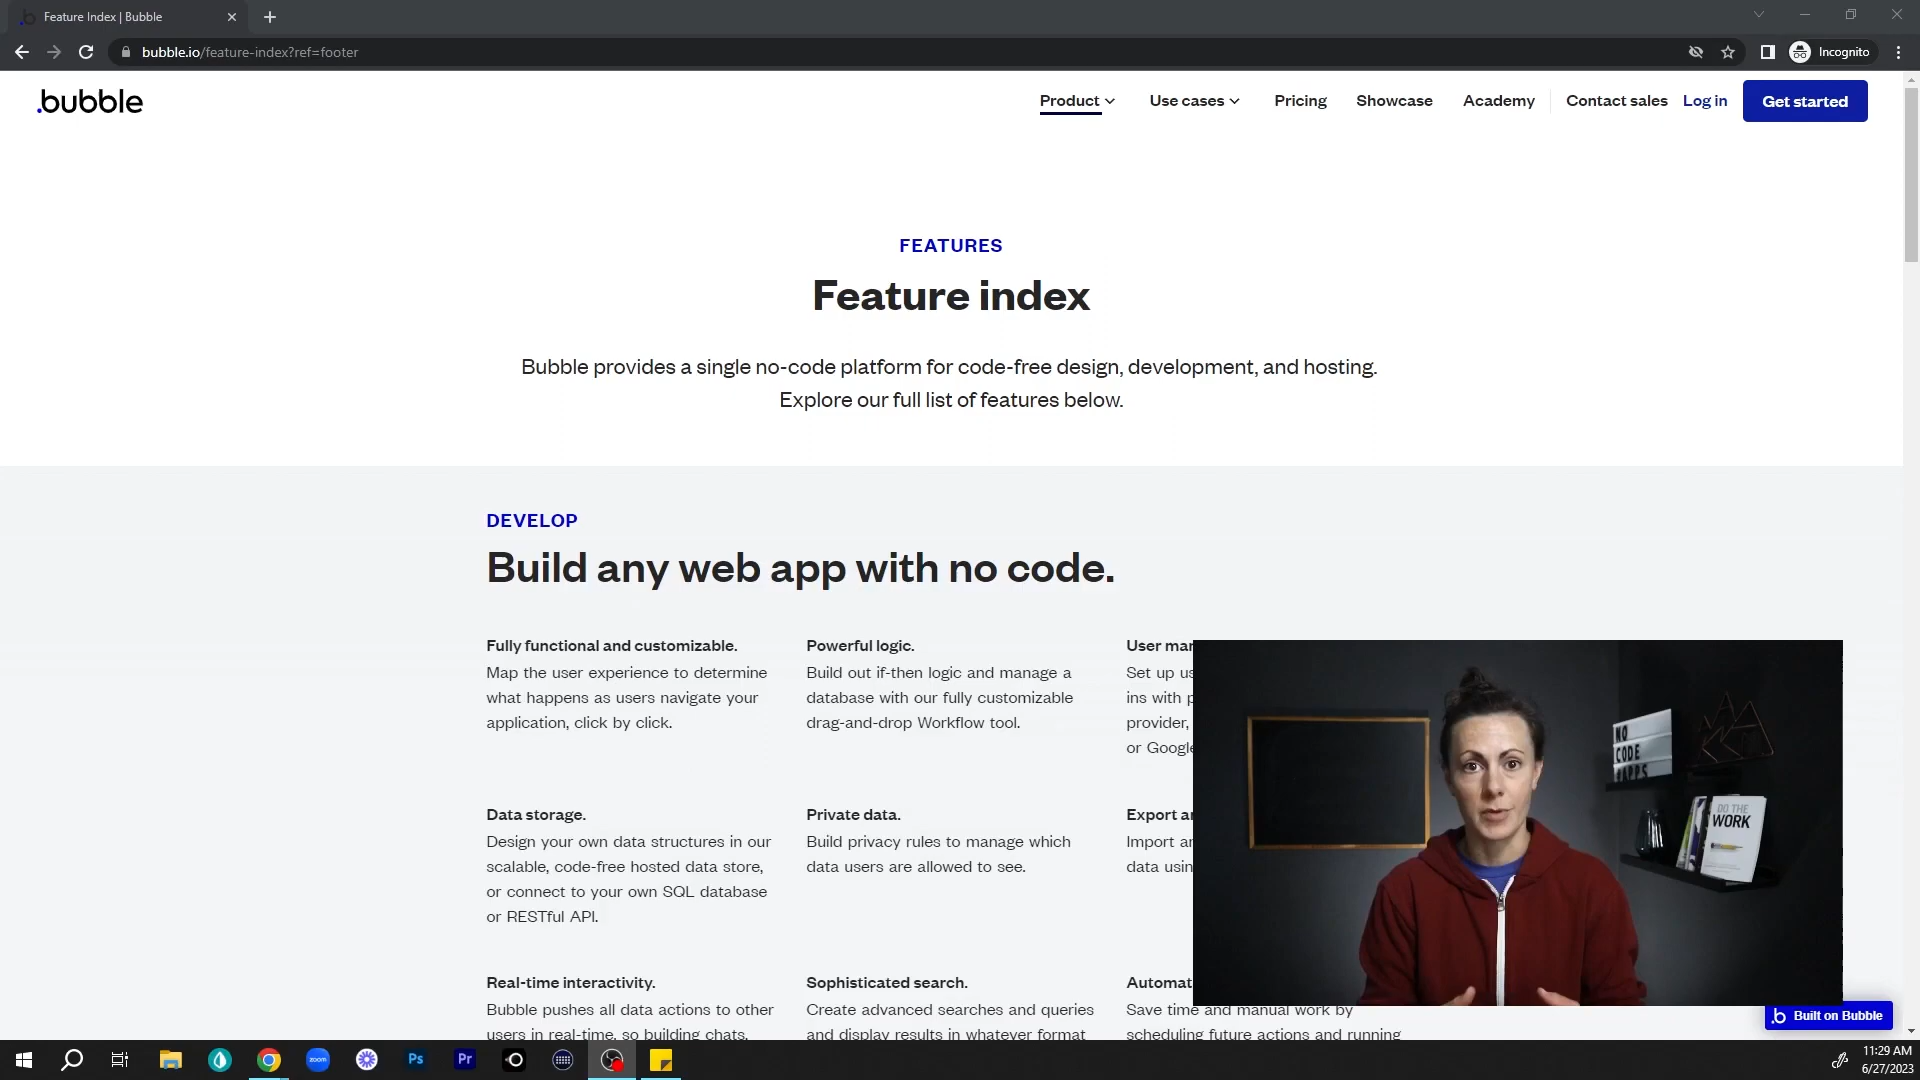 Feature Index | Bubble
bubble.io/feature-index?ref=footer
Incognito
.bubble
Product
Use cases
Pricing
Showcase
Academy
Contact sales
Log in
Get started
FEATURES
Feature index
Bubble provides a single no-code platform for code-free design, development, and hosting.
Explore our full list of features below.
DEVELOP
Build any web app with no code.
Fully functional and customizable.
Map the user experience to determine
what happens as users navigate your
application, click by click.
Powerful logic.
Build out if-then logic and manage a
database with our fully customizable
drag-and-drop Workflow tool.
User
Set up
ins with
provider,
or
Data storage.
Design your own data structures in our
scalable, code-free hosted data store,
or connect to your own SQL database
or RESTful API.
Private data.
Build privacy rules to manage which
data users are allowed to see.
Export
Import
data
Real-time interactivity.
Bubble pushes all data actions to other
users in real-time, so building chats,
Sophisticated search.
Create advanced searches and queries
and display results in whatever format
Save time and manual work by
scheduling future actions and running
NO
CODE
#APPS
DO THE
WORK
.b Built on Bubble
zoom
Ps
Pr
11:29 AM
6/27/2023